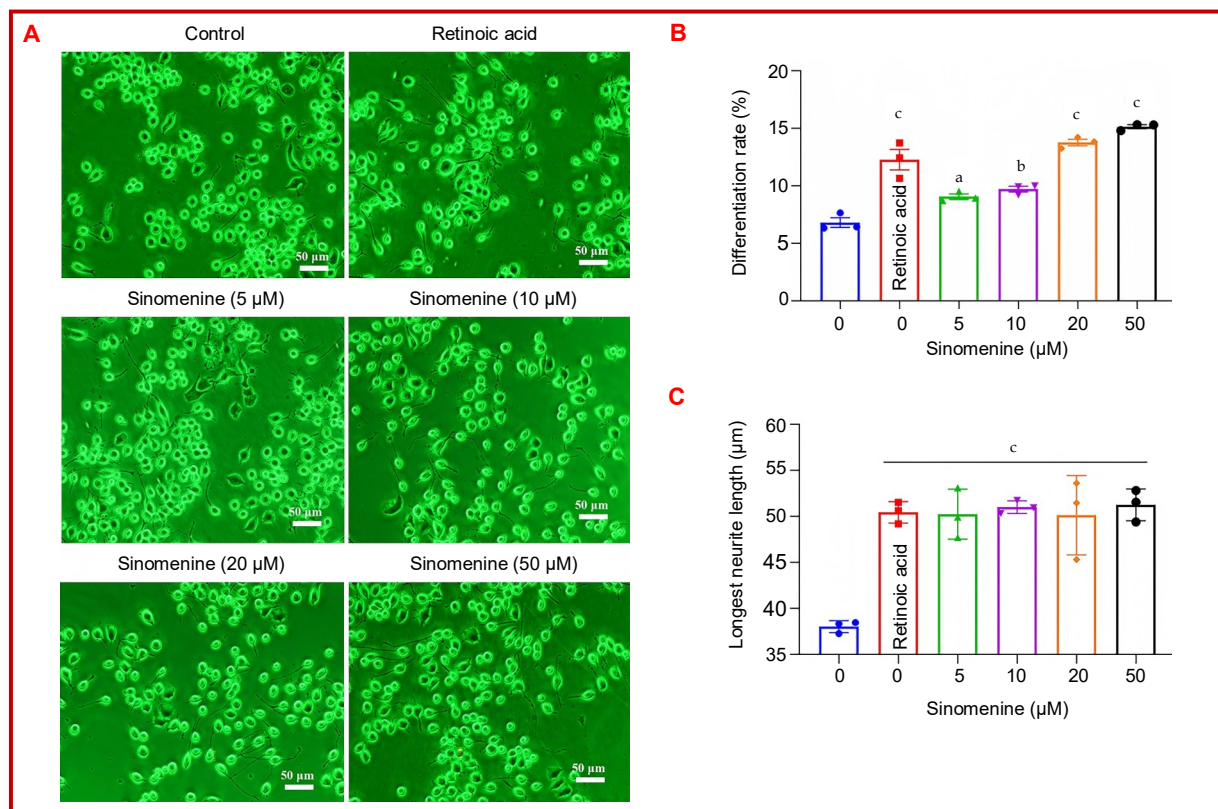 A
Control
Retinoic acid
50 µm
50 µm
Sinomenine (5 µM)
Sinomenine (10 µM)
50 µm
50 µm
Sinomenine (20 µM)
Sinomenine (50 µM)
50 µm
50 µm
B
Differentiation rate (%)
20
15
10
5
0
c
a
b
c
c
Retinoic acid
0
0
5
10
20
50
Sinomenine (µM)
C
Longest neurite length (µm)
60
55
50
45
40
35
c
Retinoic acid
0
0
5
10
20
50
Sinomenine (µM)